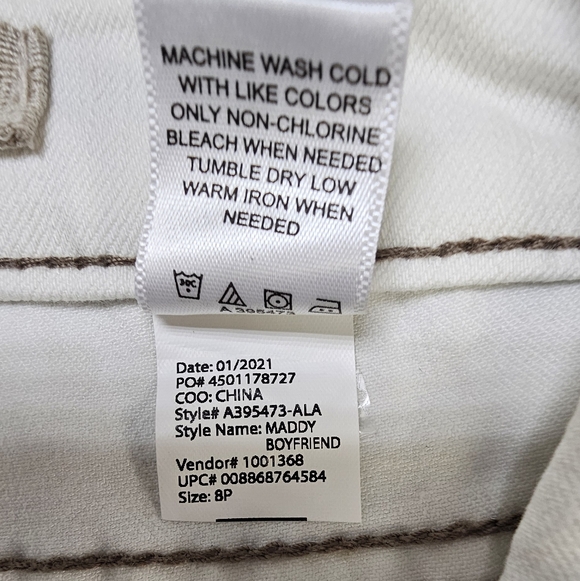 MACHINE WASH COLD
WITH LIKE COLORS
ONLY NON-CHLORINE
BLEACH WHEN NEEDED
TUMBLE DRY LOW
WARM IRON WHEN
NEEDED
30C
A 395473
Date: 01/2021
PO# 4501178727
COO: CHINA
Style# A395473-ALA
Style Name: MADDY
BOYFRIEND
Vendor# 1001368
UPC# 008868764584
Size: 8P